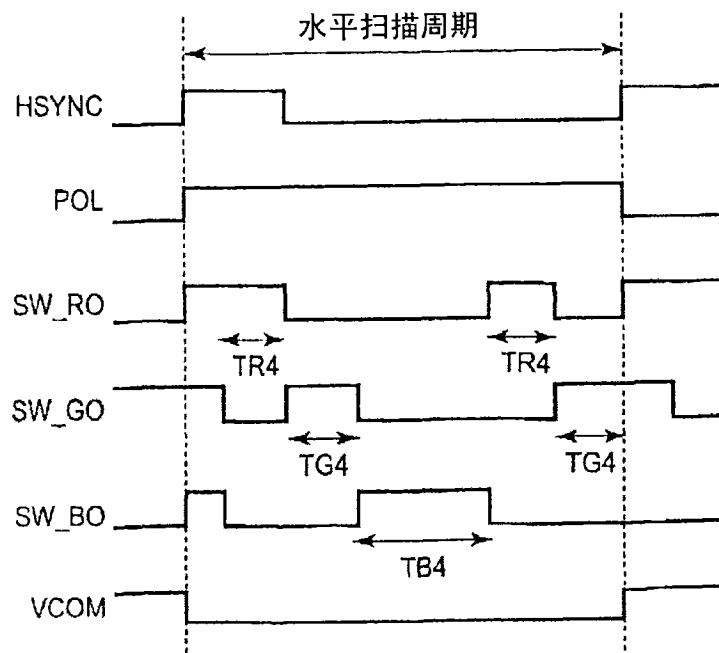 水平扫描周期
HSYNC
POL
SW_RO
TR4
TR4
SW_GO
TG4
TG4
SW_BO
TB4
VCOM